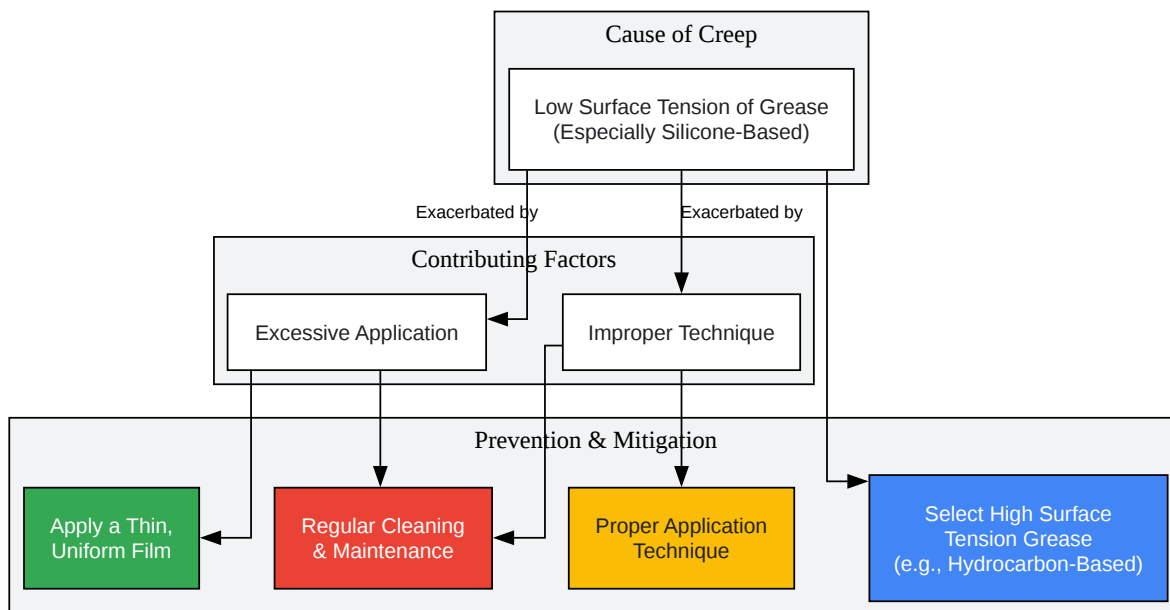 Cause of Creep
Low Surface Tension of Grease
(Especially Silicone-Based)
Exacerbated by
Exacerbated by
Contributing Factors
Excessive Application
Improper Technique
Prevention & Mitigation
Apply a Thin,
Uniform Film
Regular Cleaning
& Maintenance
Proper Application
Technique
Select High Surface
Tension Grease
(e.g., Hydrocarbon-Based)